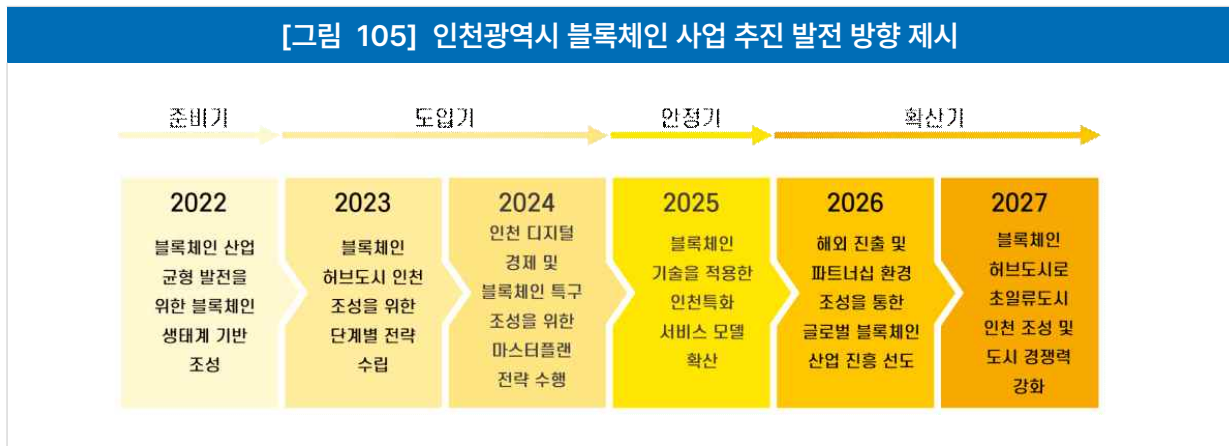 [그림 105] 인천광역시 블록체인 사업 추진 발전 방향 제시
준비기
도입기
안정기
확산기
2022
블록체인 산업
균형 발전을
위한 블록체인
생태계 기반
조성
2023
블록체인
허브도시 인천
조성을 위한
단계별 전략
수립
2024
인천 디지털
경제 및
블록체인 특구
조성을 위한
마스터플랜
전략 수행
2025
블록체인
기술을 적용한
인천특화
서비스 모델
확산
2026
해외 진출 및
파트너십 환경
조성을 통한
글로벌 블록체인
산업 진흥 선도
2027
블록체인
허브도시로
초일류도시
인천 조성 및
도시 경쟁력
강화